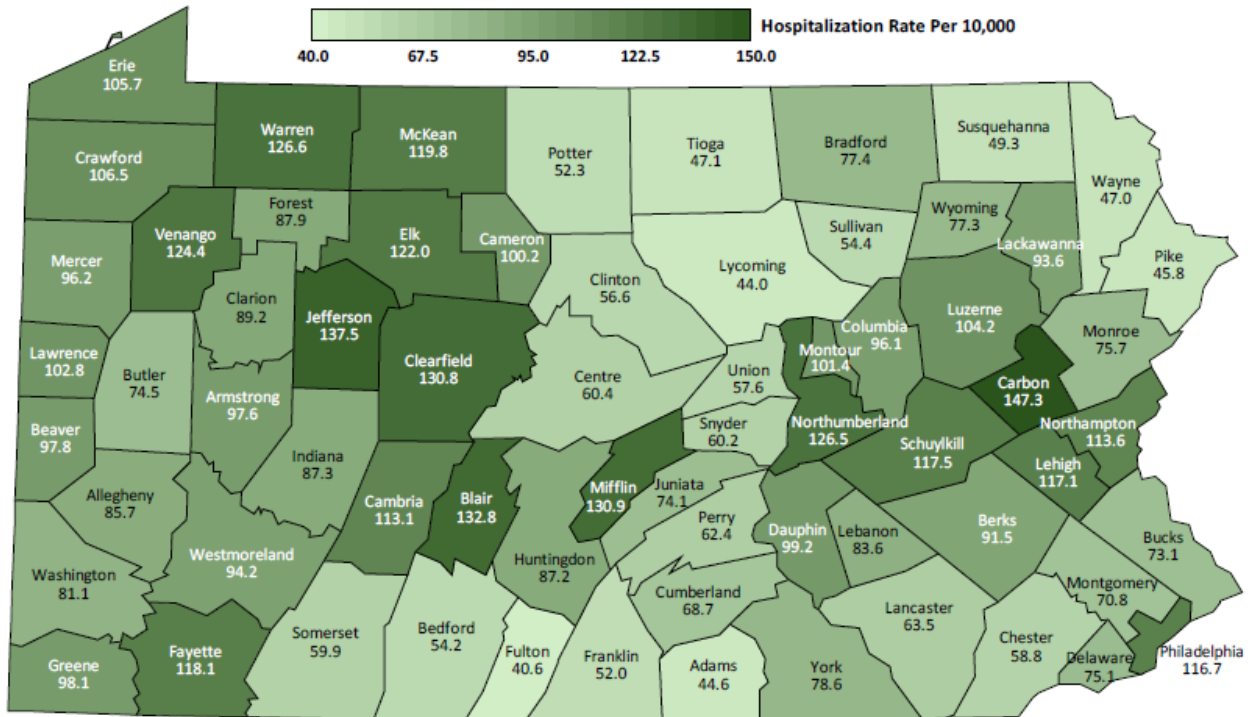 Hospitalization Rate Per 10,000
40.0 67.5 95.0 122.5 150.0
Erie
105.7
Warren
126.6
McKean
119.8
Potter
52.3
Tioga
47.1
Bradford
77.4
Susquehanna
49.3
Wayne
47.0
Crawford
106.5
Forest
87.9
Venango
124.4
Elk
122.0
Cameron
100.2
Sullivan
54.4
Wyoming
77.3
Lackawanna
93.6
Pike
45.8
Mercer
96.2
Clarion
89.2
Jefferson
137.5
Clinton
56.6
Lycoming
44.0
Luzerne
104.2
Columbia
96.1
Montour
101.4
Monroe
75.7
Lawrence
102.8
Butler
74.5
Clearfield
130.8
Centre
60.4
Union
57.6
Carbon
147.3
Armstrong
97.6
Beaver
97.8
Snyder
60.2
Northumberland
126.5
Northampton
113.6
Schuylkill
117.5
Lehigh
117.1
Indiana
87.3
Allegheny
85.7
Cambria
113.1
Blair
132.8
Mifflin
130.9
Juniata
74.1
Perry
62.4
Dauphin
99.2
Lebanon
83.6
Berks
91.5
Bucks
73.1
Westmoreland
94.2
Huntingdon
87.2
Washington
81.1
Cumberland
68.7
Montgomery
70.8
Lancaster
63.5
Greene
98.1
Fayette
118.1
Somerset
59.9
Bedford
54.2
Fulton
40.6
Franklin
52.0
Adams
44.6
York
78.6
Chester
58.8
Delaware
75.1
Philadelphia
116.7